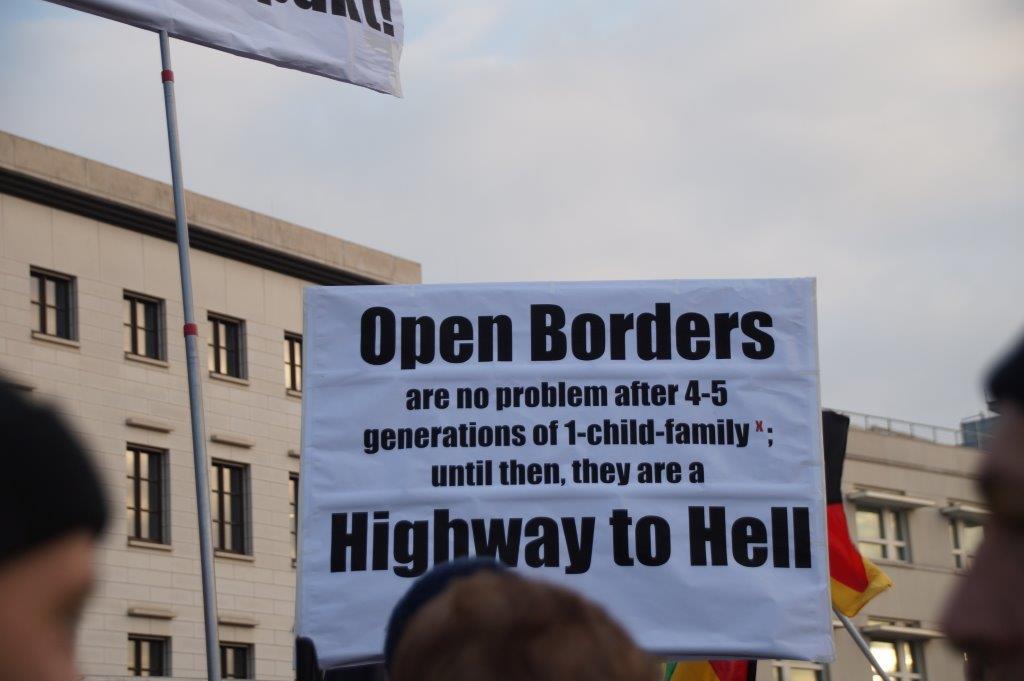 pakt!
Open Borders
are no problem after 4-5
generations of 1-child-family x ;
until then, they are a
Highway to Hell